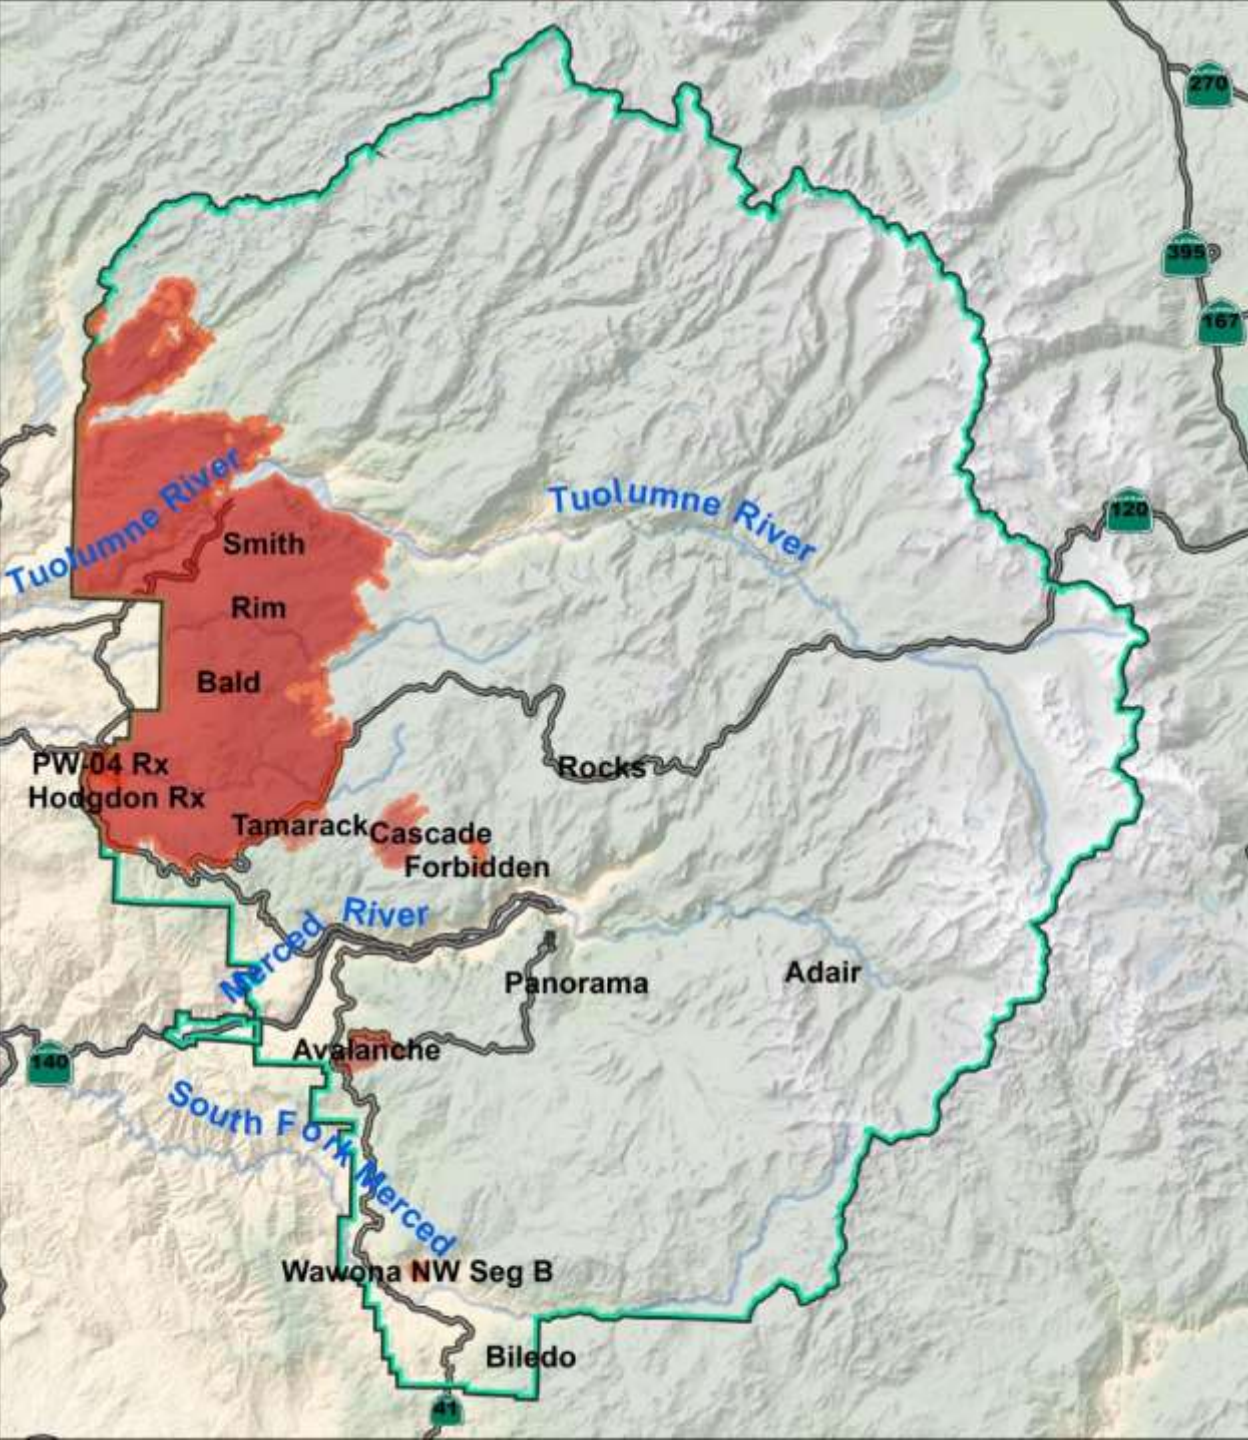 270
395
167
Tuolumne River
120
Tuolumne River
Smith
Rim
Bald
PW-04 Rx
Rocks
Hodgdon Rx
Tamarack
Cascade
Forbidden
Merced River
Panorama
Adair
Avalanche
140
South Fork Merced
Wawona NW Seg B
Biledo
41